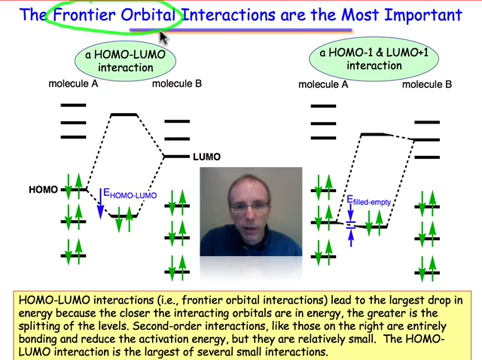 The Frontier Orbital Interactions are the Most Important
a HOMO-LUMO
interaction
a HOMO-1 & LUMO+1
interaction
molecule A
molecule B
molecule A
molecule B
LUMO
HOMO
EHOMO-LUMO
Efilled-empty
HOMO-LUMO interactions (i.e., frontier orbital interactions) lead to the largest drop in
energy because the closer the interacting orbitals are in energy, the greater is the
splitting of the levels. Second-order interactions, like those on the right are entirely
bonding and reduce the activation energy, but they are relatively small. The HOMO-
LUMO interaction is the largest of several small interactions.